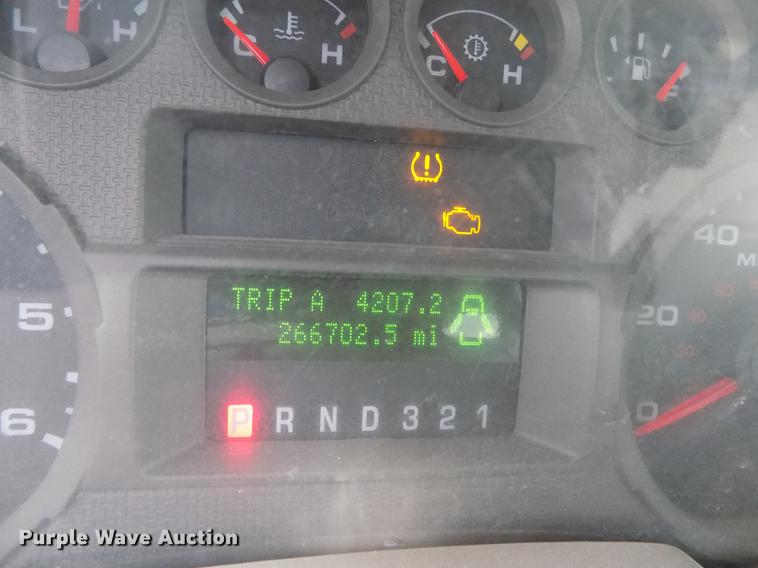 L H
C H
C H
F
40
M
TRIP A 4207.2
266702.5 mi
5
20
6
P R N D 3 2 1
0
Purple Wave Auction